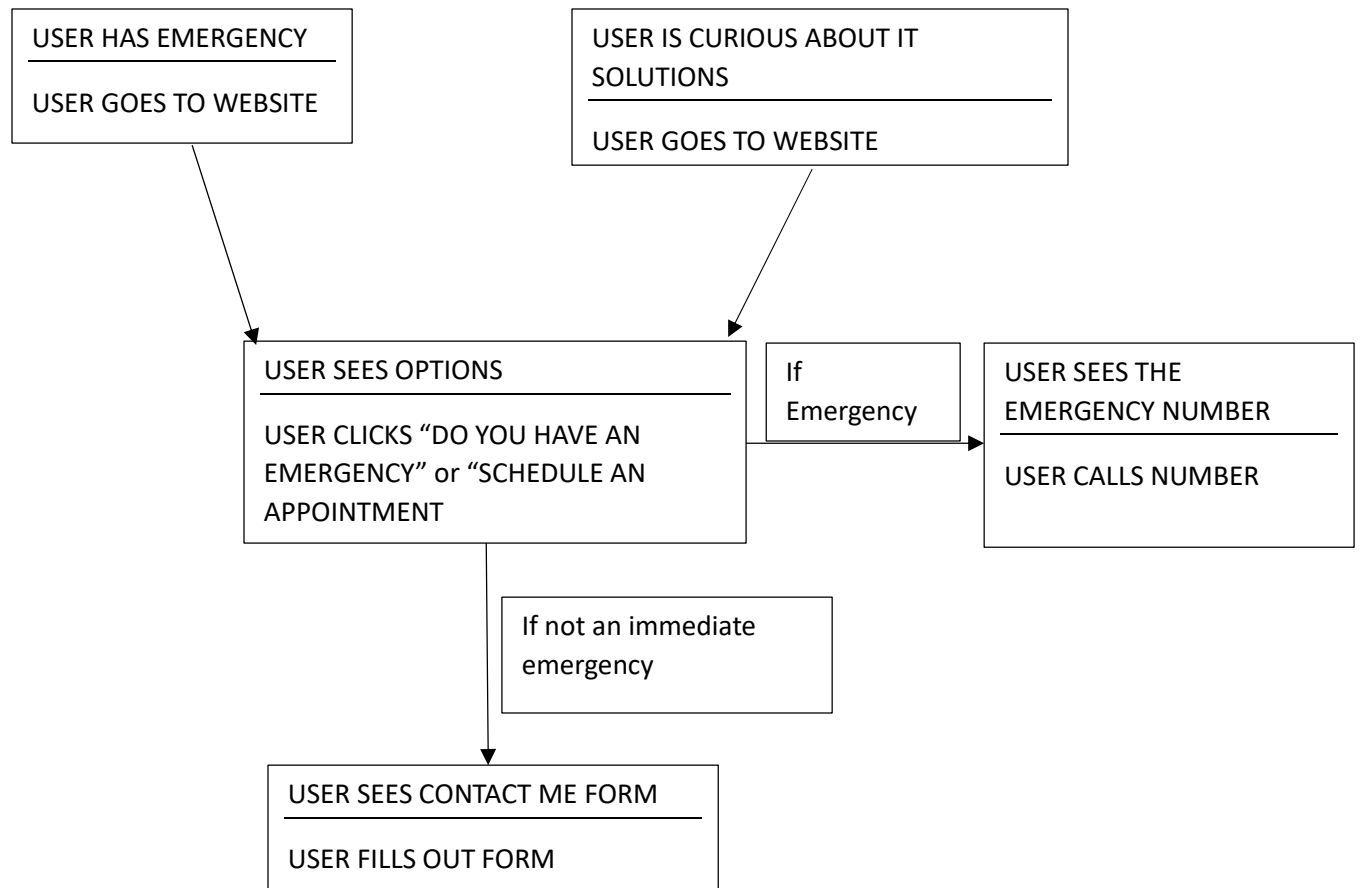 USER HAS EMERGENCY
USER GOES TO WEBSITE
USER IS CURIOUS ABOUT IT
SOLUTIONS
USER GOES TO WEBSITE
USER SEES OPTIONS
USER CLICKS “DO YOU HAVE AN
EMERGENCY” or “SCHEDULE AN
APPOINTMENT
If
Emergency
USER SEES THE
EMERGENCY NUMBER
USER CALLS NUMBER
If not an immediate
emergency
USER SEES CONTACT ME FORM
USER FILLS OUT FORM